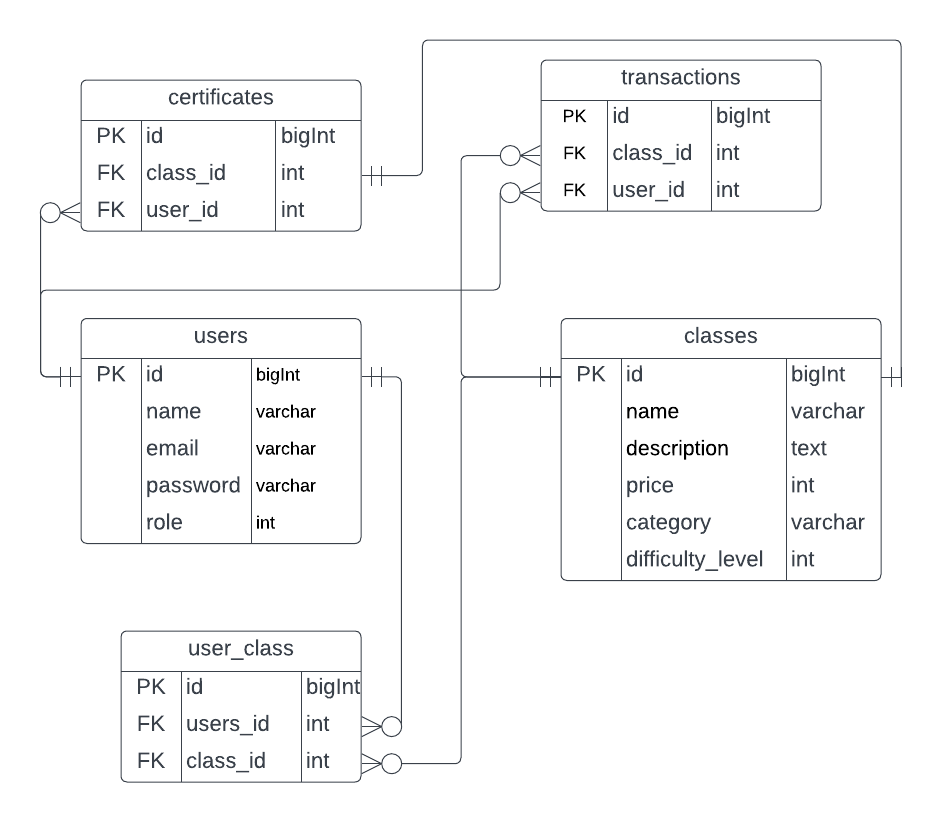 certificates
PK id bigInt
FK class_id int
FK user_id int
transactions
PK id bigInt
FK class_id int
FK user_id int
users
PK id bigInt
name varchar
email varchar
password varchar
role int
classes
PK id bigInt
name varchar
description text
price int
category varchar
difficulty_level int
user_class
PK id bigInt
FK users_id int
FK class_id int